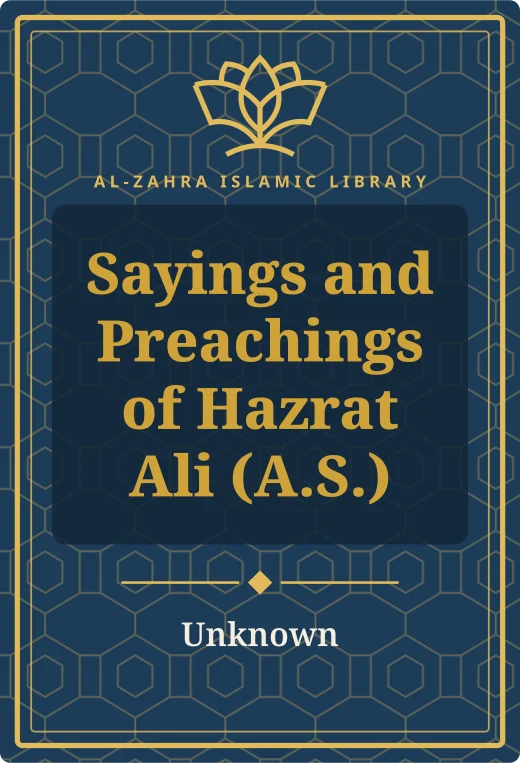 AL-ZAHRA ISLAMIC LIBRARY
Sayings and
Preachings
of Hazrat
Ali (A.S.)
Unknown